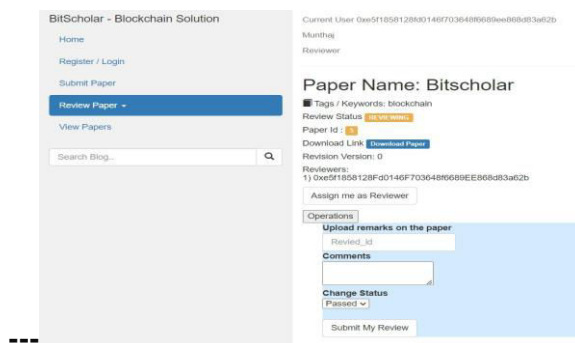 BitScholar - Blockchain Solution
Home
Register / Login
Submit Paper
Review Paper
View Papers
Search Blog...
Current User 0xe5f1858128fd0146f703648f6689ee868d83a62b
Munthaj
Reviewer
Paper Name: Bitscholar
Tags / Keywords: blockchain
Review Status REVIEWING
Paper Id :
Download Link Download Paper
Revision Version: 0
Reviewers:
1) 0xe5f1858128Fd0146F703648f6689EE868d83a62b
Assign me as Reviewer
Operations
Upload remarks on the paper
Revied_Id
Comments
Change Status
Passed
Submit My Review
---